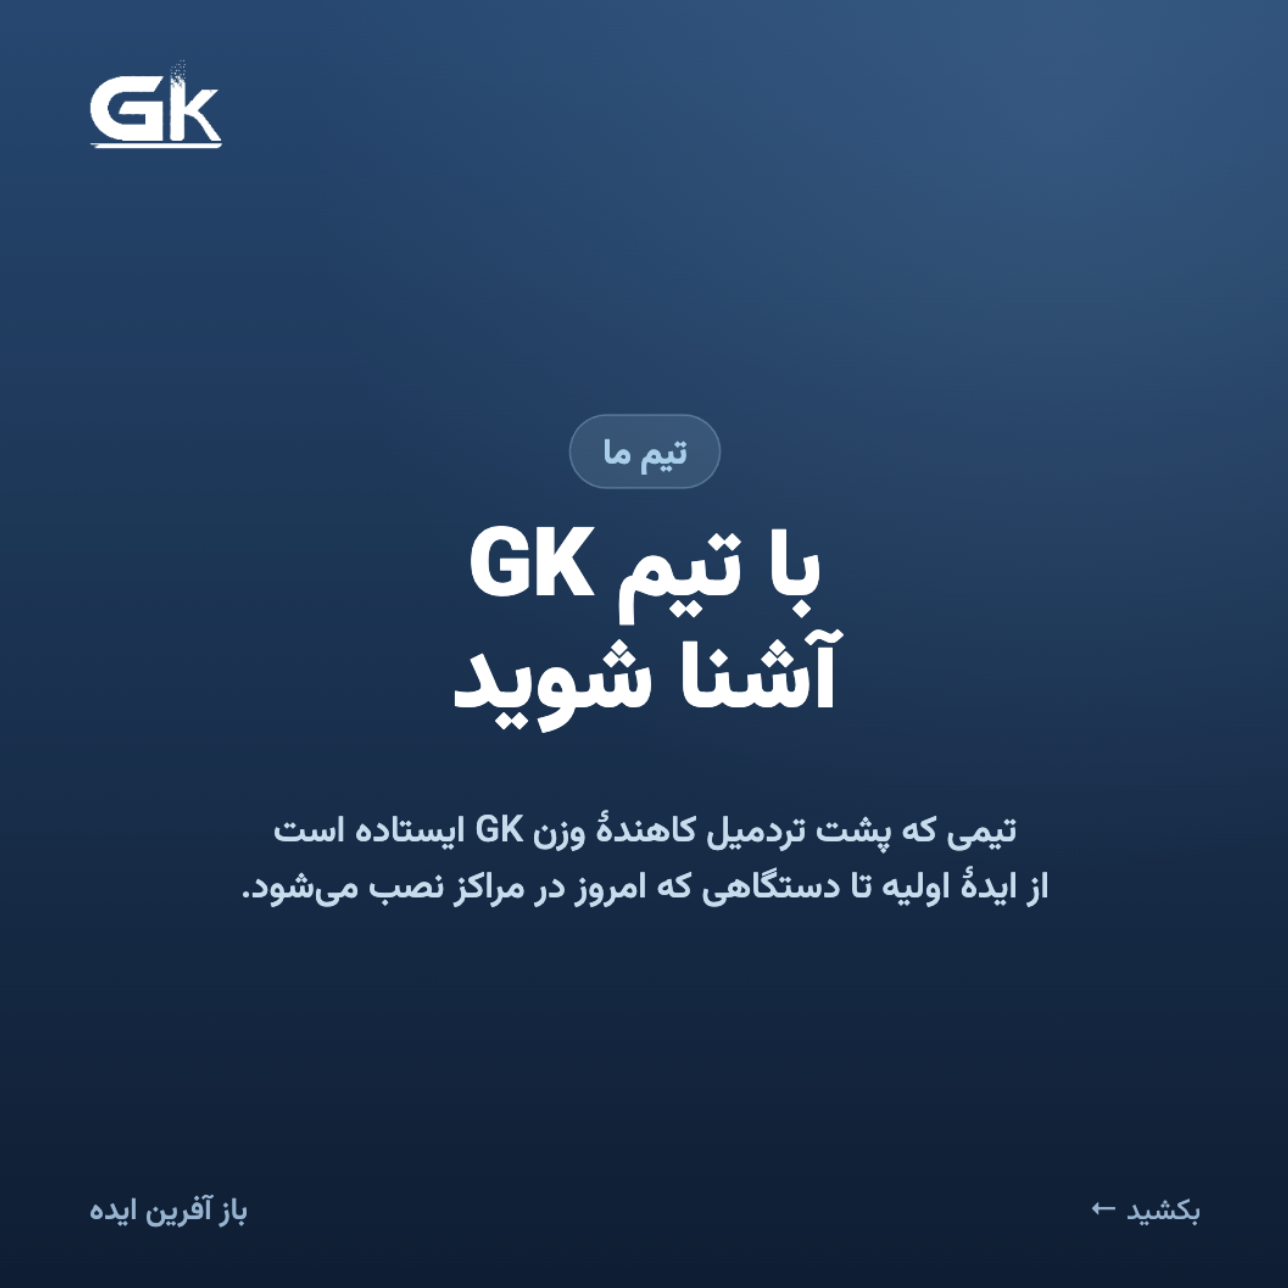 Gk
تیم ما
با تیم GK
آشنا شوید
تیمی که پشت تردمیل کاهندهٔ وزن GK ایستاده است
از ایدهٔ اولیه تا دستگاهی که امروز در مراکز نصب می‌شود.
بکشید ←
باز آفرین ایده